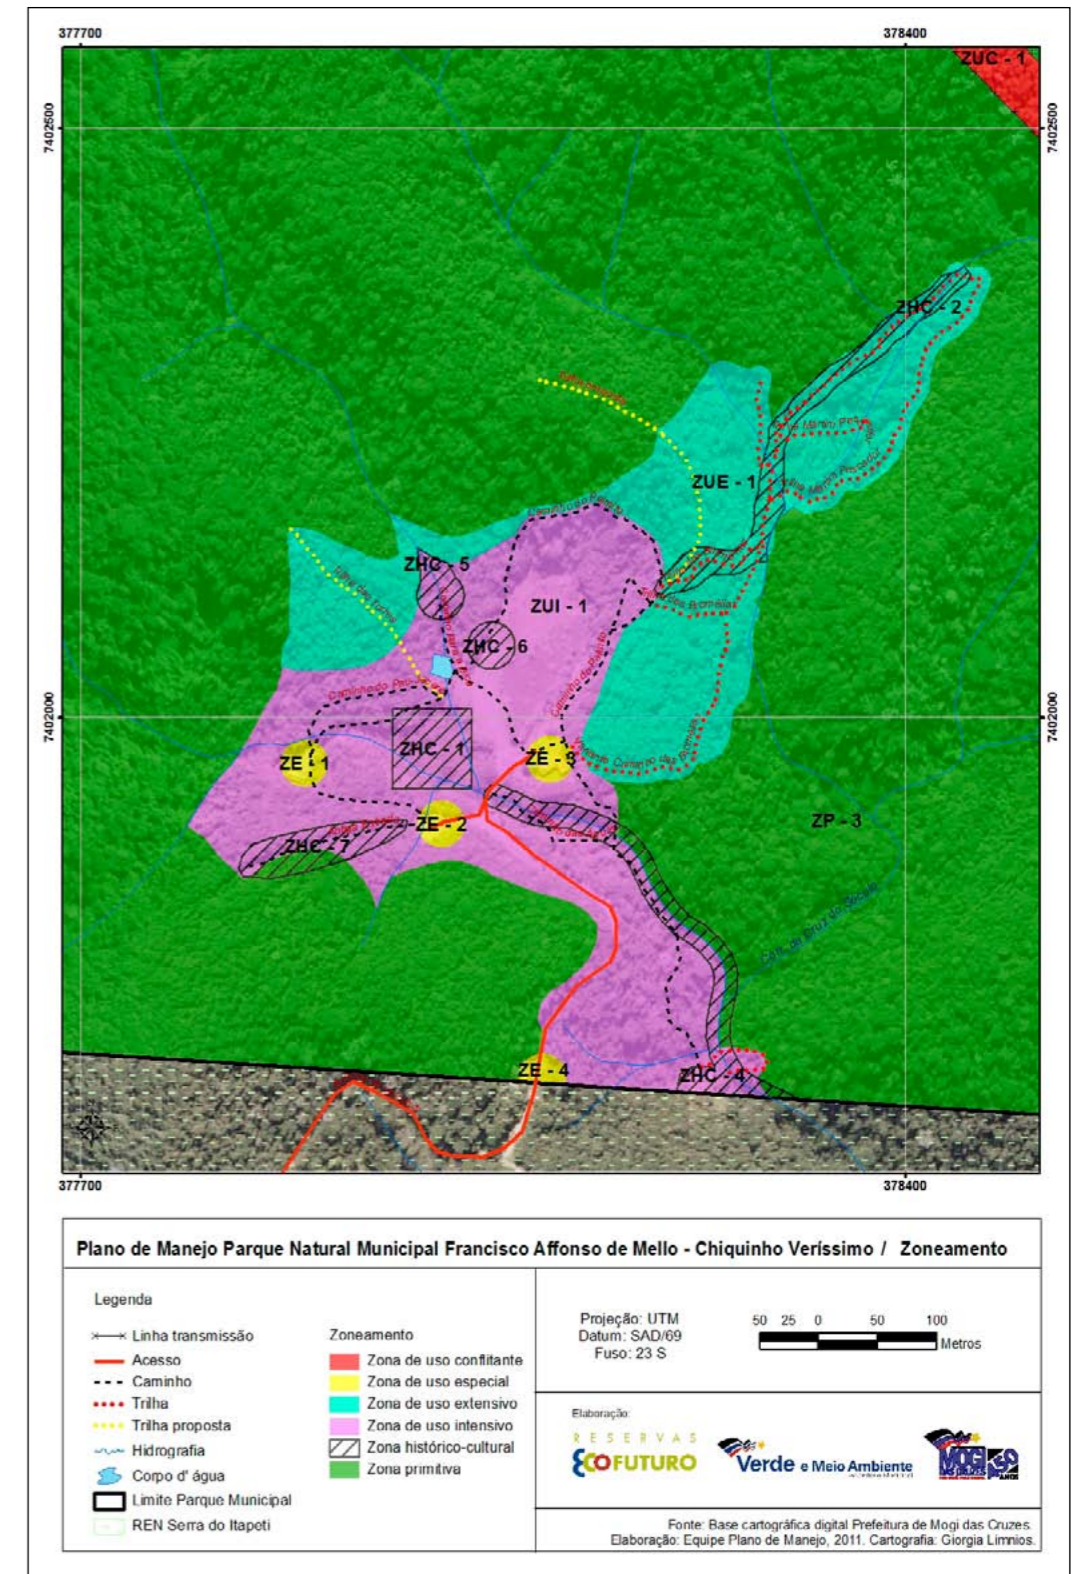 377700 378400
ZUC - 1
7402500 7402500
ZHC - 2
Trilha proposta
ZUE - 1
ZHC - 5
ZUI - 1
ZHC - 6
7402000 7402000
ZHC - 1
ZE - 1
ZE - 3
ZE - 2
ZP - 3
ZHC - 7
ZE - 4
ZHC - 4
377700 378400
Plano de Manejo Parque Natural Municipal Francisco Affonso de Mello - Chiquinho Veríssimo / Zoneamento
Legenda
Linha transmissão
Acesso
Caminho
Trilha
Trilha proposta
Hidrografia
Corpo d' água
Limite Parque Municipal
REN Serra do Itapeti
Zoneamento
Zona de uso conflitante
Zona de uso especial
Zona de uso extensivo
Zona de uso intensivo
Zona histórico-cultural
Zona primitiva
Projeção: UTM
Datum: SAD/69
Fuso: 23 S
50 25 0 50 100
Metros
Elaboração:
RESERVAS
ECOFUTURO
Verde e Meio Ambiente
MOGI
Fonte: Base cartográfica digital Prefeitura de Mogi das Cruzes.
Elaboração: Equipe Plano de Manejo, 2011. Cartografia: Giorgia Limnios.